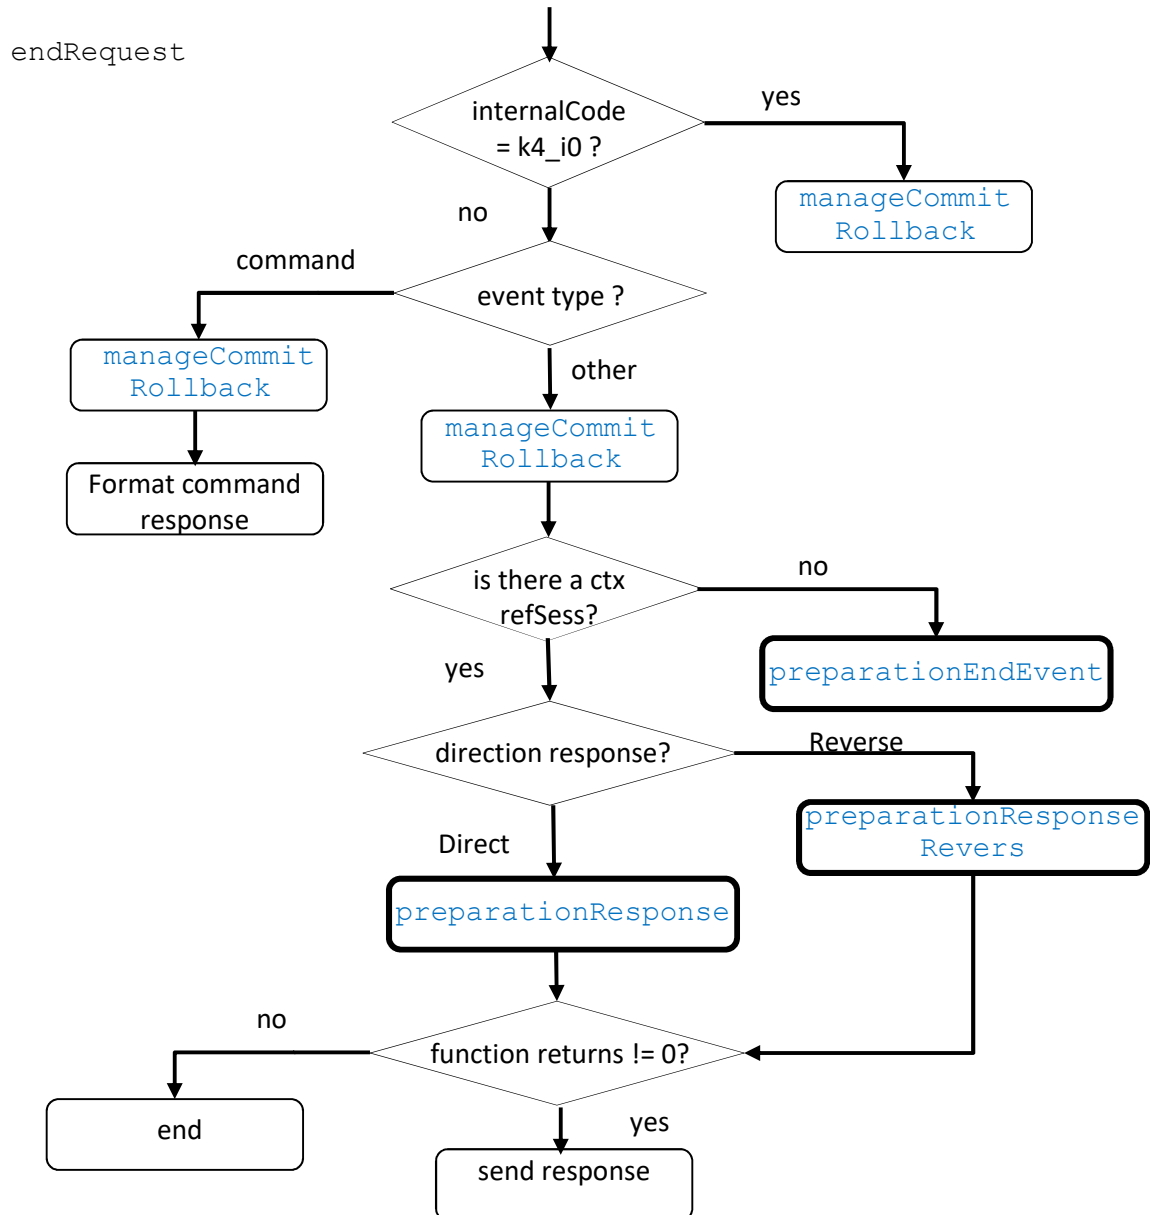 endRequest
internalCode
= k4_i0 ?
yes
manageCommit
Rollback
no
command
event type ?
manageCommit
Rollback
other
manageCommit
Rollback
Format command
response
is there a ctx
refSess?
no
preparationEndEvent
yes
direction response?
Reverse
preparationResponse
Revers
Direct
preparationResponse
no
function returns != 0?
end
yes
send response